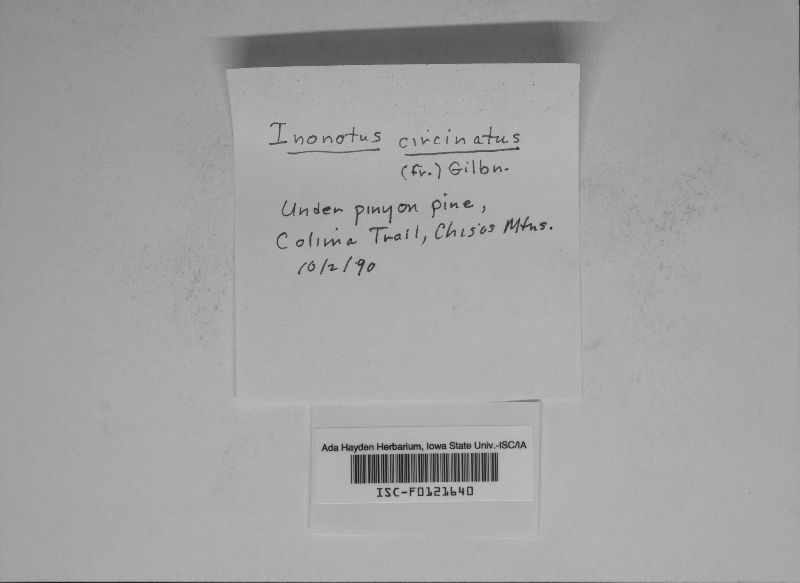 Inonotus circinatus
(Fr.) Gilbn.
Under pinyon pine,
Colima Trail, Chisos Mtns.
10/2/90
Ada Hayden Herbarium, Iowa State Univ.-ISC/IA
ISC-F0121640